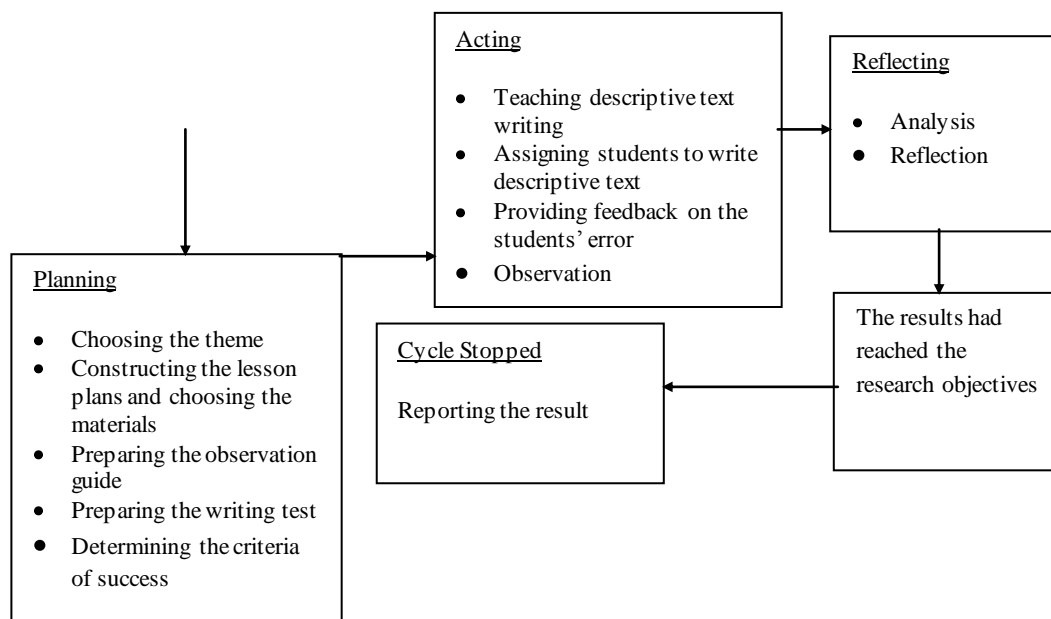 Planning
● Choosing the theme
● Constructing the lesson
plans and choosing the
materials
● Preparing the observation
guide
● Preparing the writing test
● Determining the criteria
of success
Acting
● Teaching descriptive text
writing
● Assigning students to write
descriptive text
● Providing feedback on the
students’ error
● Observation
Reflecting
● Analysis
● Reflection
The results had
reached the
research objectives
Cycle Stopped
Reporting the result